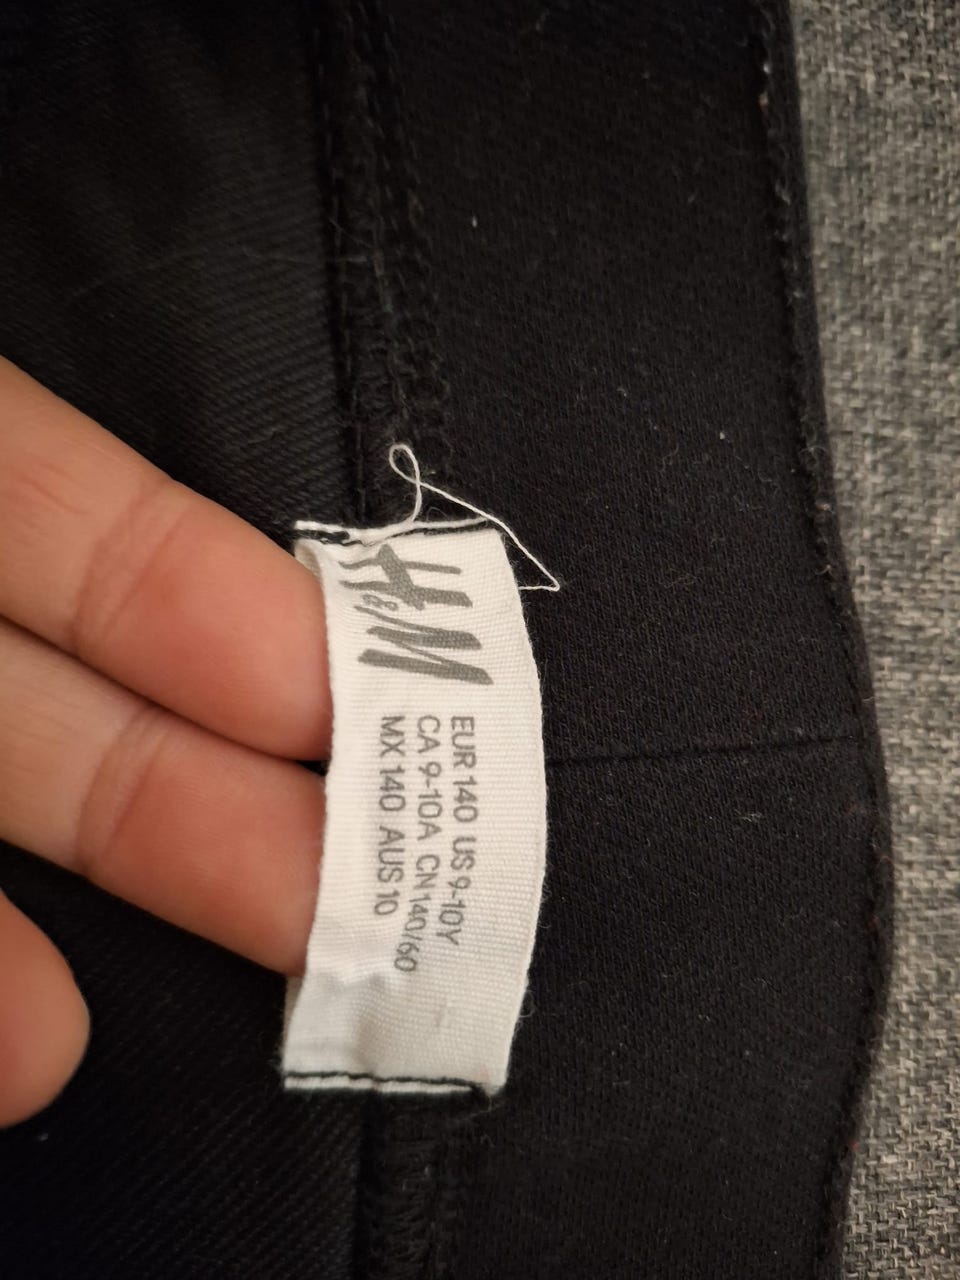 H&M
EUR 140 US 9-10Y
CA 9-10A CN 140/60
MX 140 AUS 10